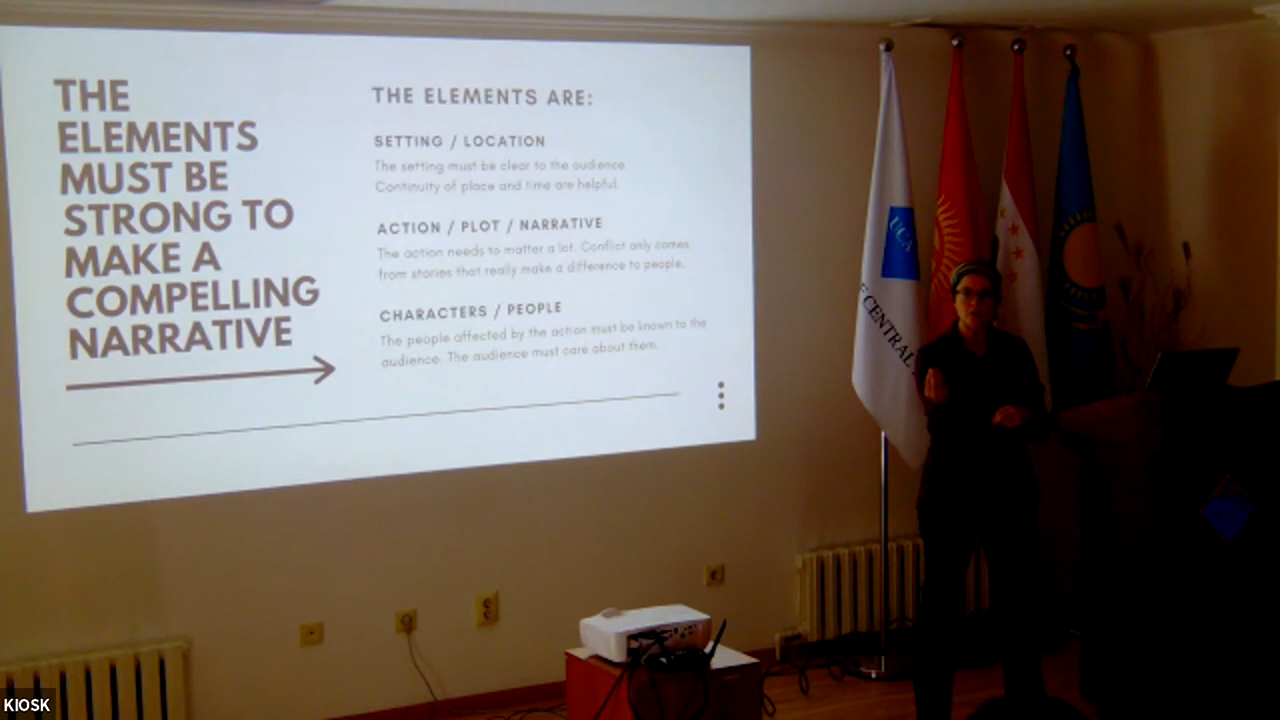 THE
ELEMENTS
MUST BE
STRONG TO
MAKE A
COMPELLING
NARRATIVE
THE ELEMENTS ARE:
SETTING / LOCATION
The setting must be clear to the audience.
Continuity of place and time are helpful.
ACTION / PLOT / NARRATIVE
The action needs to matter a lot. Conflict only comes
from stories that really make a difference to people.
CHARACTERS / PEOPLE
The people affected by the action must be known to the
audience. The audience must care about them.
UCA
CENTRAL
KIOSK